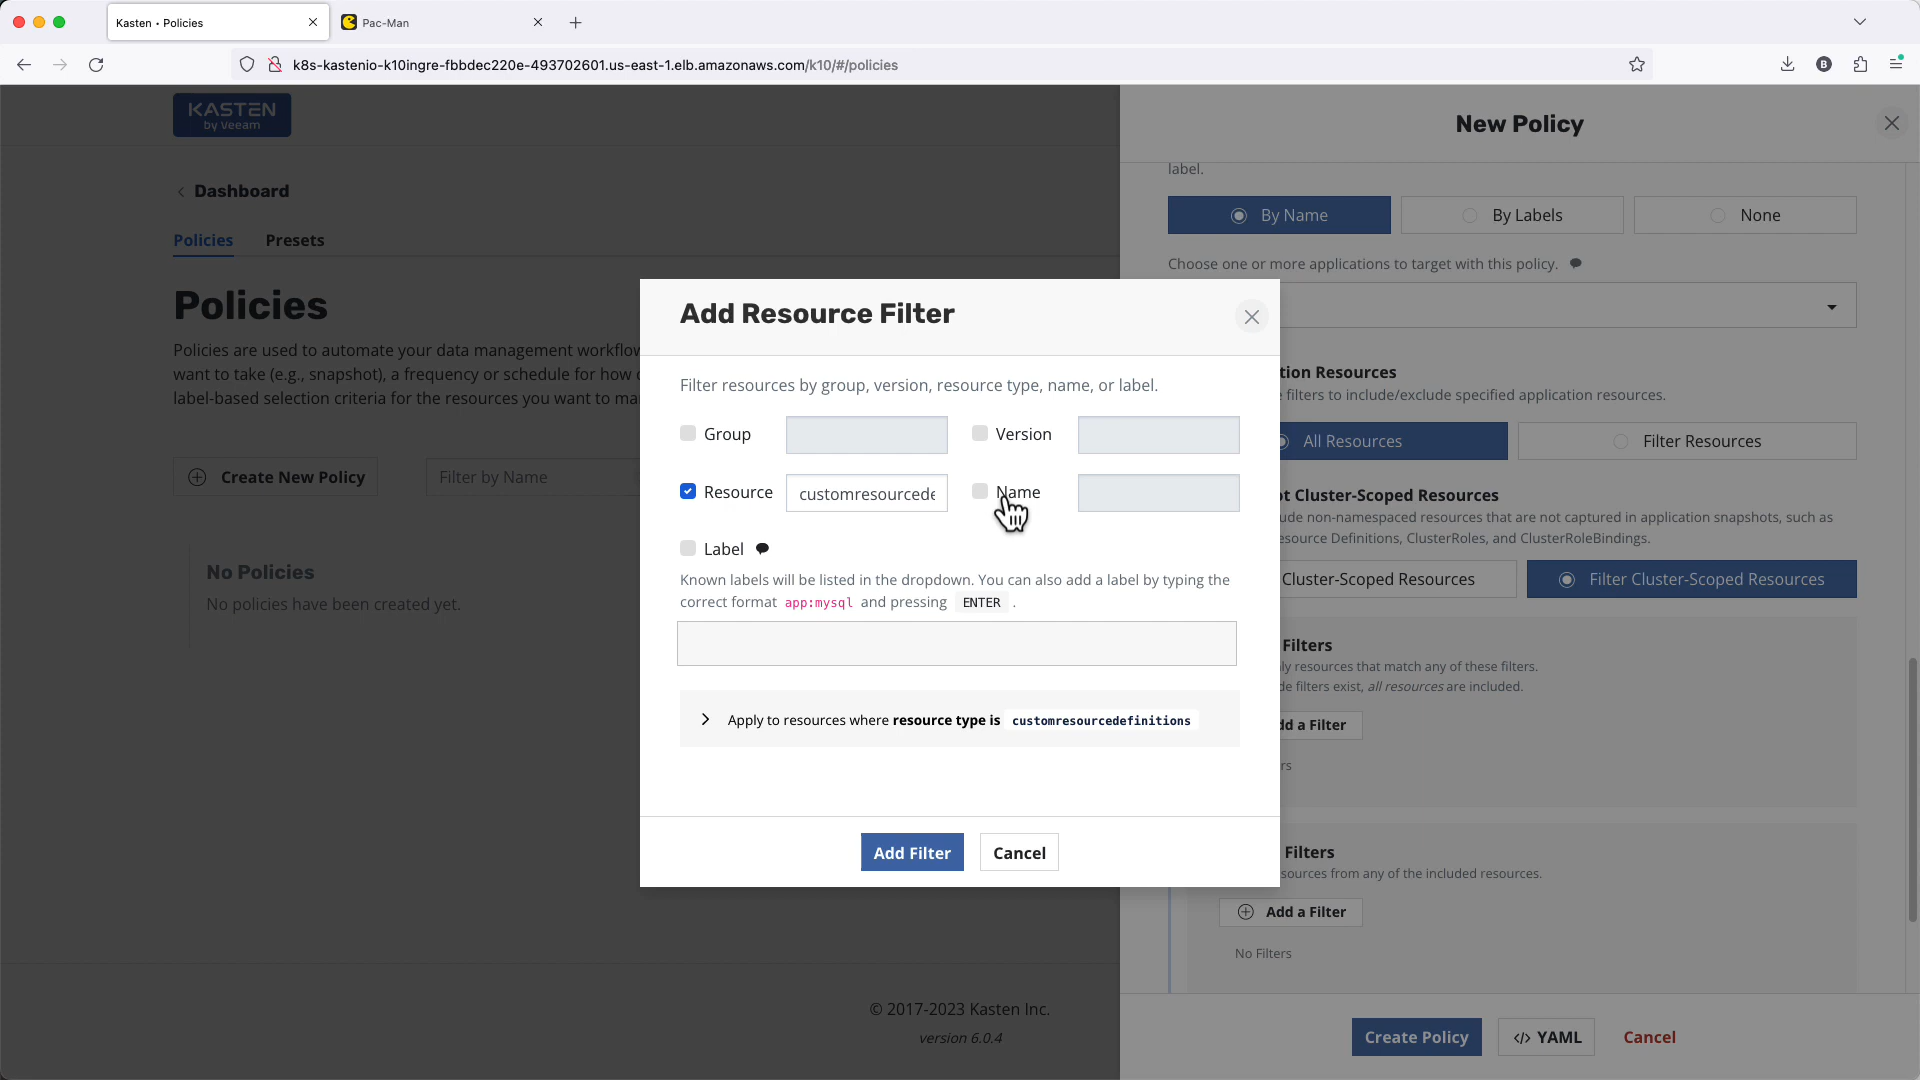 Kasten • Policies
Pac-Man
k8s-kastenio-k10ingre-fbbdec220e-493702601.us-east-1.elb.amazonaws.com/k10/#/policies
B
KASTEN
by Veeam
New Policy
label.
Dashboard
By Name
By Labels
None
Policies
Presets
Choose one or more applications to target with this policy.
Policies
Policies are used to automate your data management workflow
want to take (e.g., snapshot), a frequency or schedule for how
label-based selection criteria for the resources you want to
Create New Policy
Filter by Name
No Policies
No policies have been created yet.
Add Resource Filter
Filter resources by group, version, resource type, name, or label.
Group
Version
Resource
customresourcede
Name
Label
Known labels will be listed in the dropdown. You can also add a label by typing the
correct format app:mysql and pressing ENTER .
Apply to resources where resource type is customresourcedefinitions
Add Filter
Cancel
tion Resources
filters to include/exclude specified application resources.
All Resources
Filter Resources
t Cluster-Scoped Resources
ude non-namespaced resources that are not captured in application snapshots, such as
esource Definitions, ClusterRoles, and ClusterRoleBindings.
Cluster-Scoped Resources
Filter Cluster-Scoped Resources
Filters
ly resources that match any of these filters.
de filters exist, all resources are included.
dd a Filter
rs
Filters
sources from any of the included resources.
Add a Filter
No Filters
© 2017-2023 Kasten Inc.
version 6.0.4
Create Policy
</> YAML
Cancel